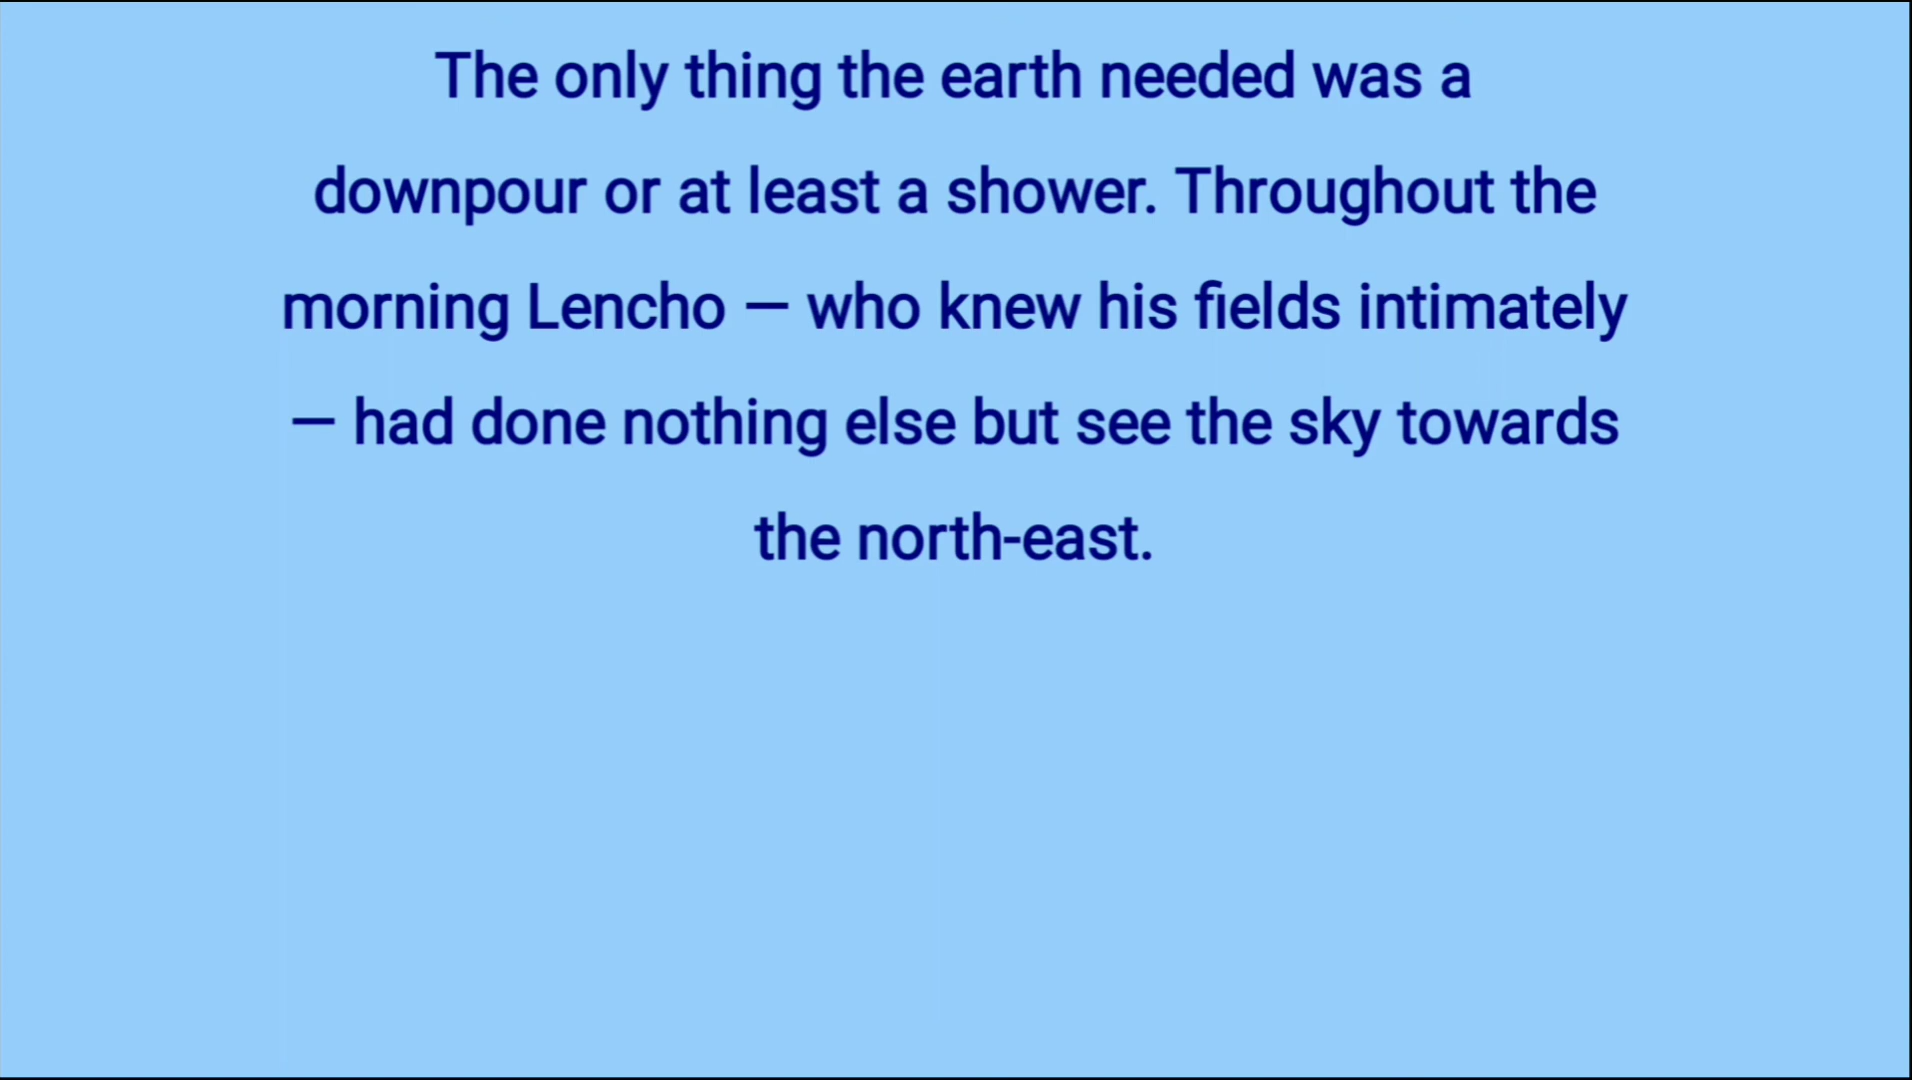 The only thing the earth needed was a
downpour or at least a shower. Throughout the
morning Lencho — who knew his fields intimately
— had done nothing else but see the sky towards
the north-east.